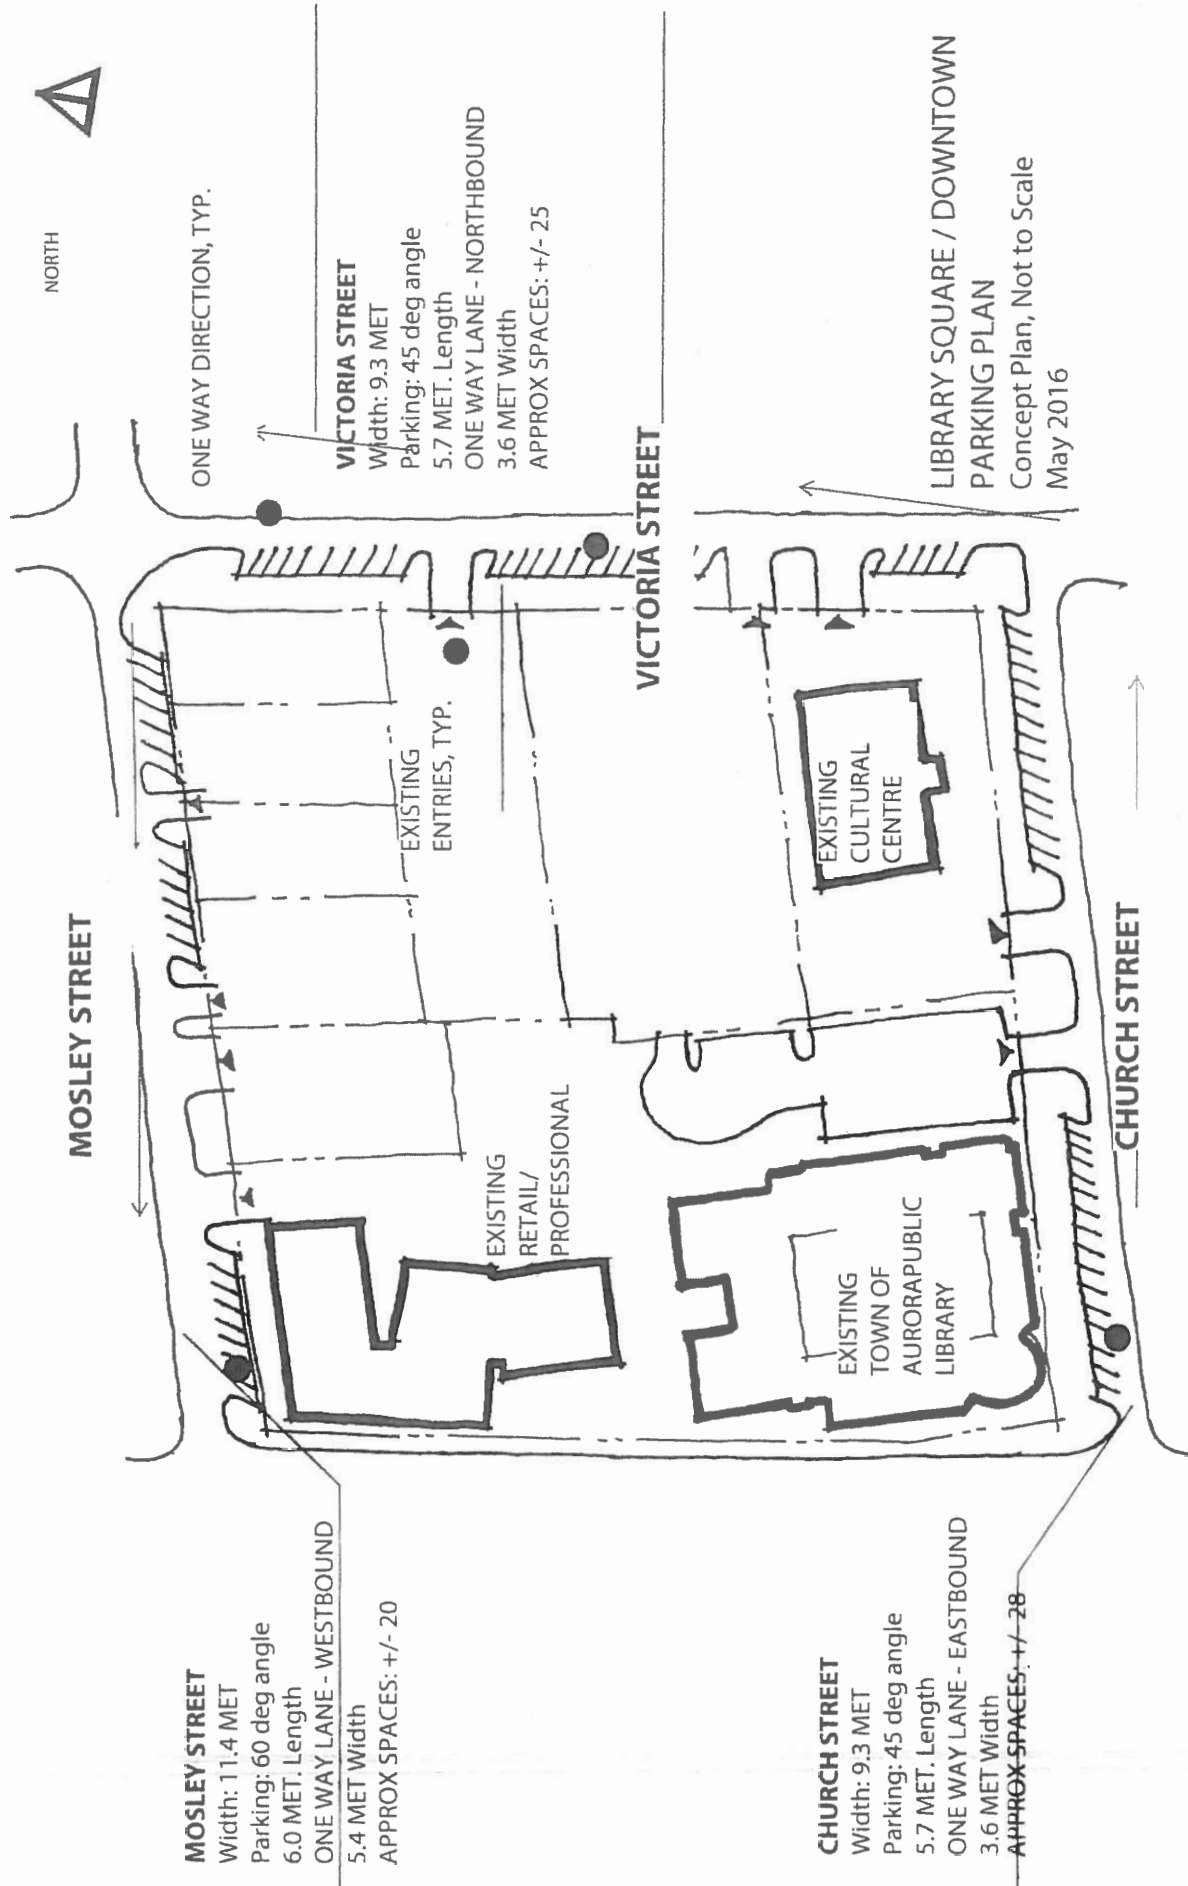 MOSLEY STREET
Width: 11.4 MET
Parking: 60 deg angle
6.0 MET. Length
ONE WAY LANE - WESTBOUND
5.4 MET Width
APPROX SPACES: +/- 20
MOSLEY STREET
NORTH
ONE WAY DIRECTION, TYP.
VICTORIA STREET
Width: 9.3 MET
Parking: 45 deg angle
5.7 MET. Length
ONE WAY LANE - NORTHBOUND
3.6 MET Width
APPROX SPACES: +/- 25
EXISTING
ENTRIES, TYP.
EXISTING
RETAIL/
PROFESSIONAL
VICTORIA STREET
EXISTING
CULTURAL
CENTRE
EXISTING
TOWN OF
AURORAPUBLIC
LIBRARY
CHURCH STREET
Width: 9.3 MET
Parking: 45 deg angle
5.7 MET. Length
ONE WAY LANE - EASTBOUND
3.6 MET Width
APPROX SPACES: +/- 28
CHURCH STREET
LIBRARY SQUARE / DOWNTOWN
PARKING PLAN
Concept Plan, Not to Scale
May 2016